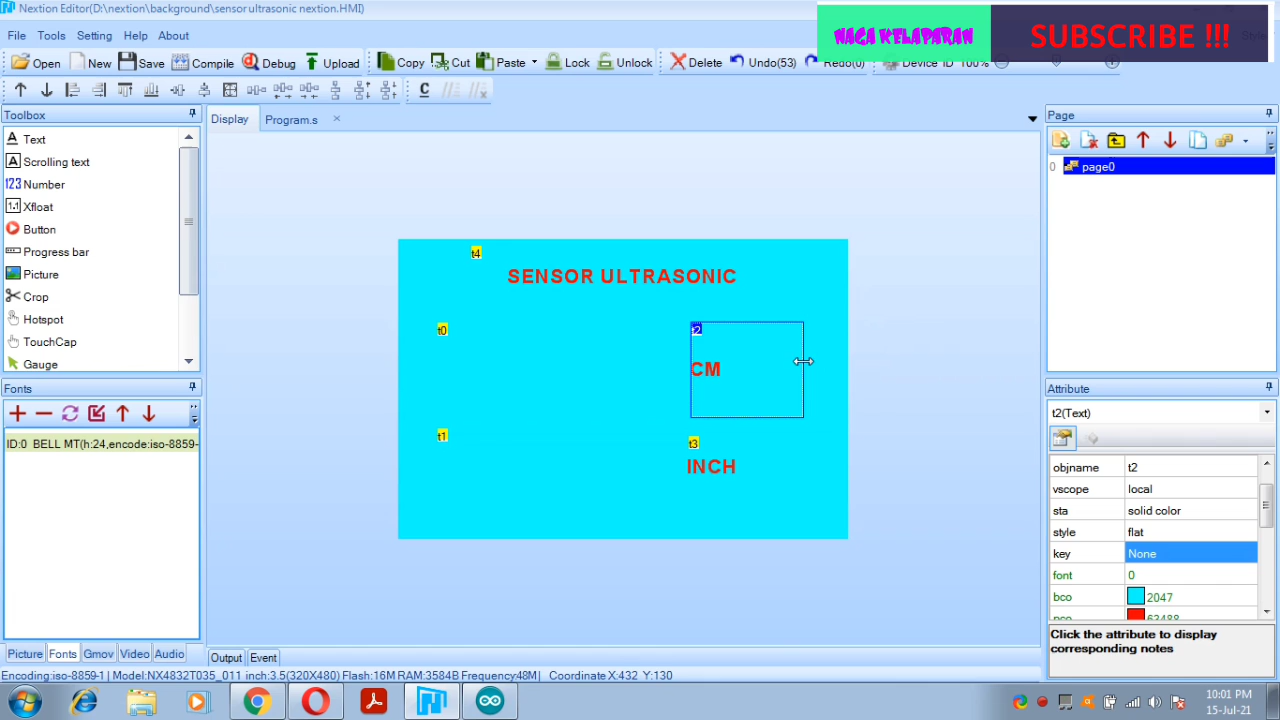 Nextion Editor(D:\nextion\background\sensor ultrasonic nextion.HMI)
NAGA KELAPARAN
SUBSCRIBE !!!
File Tools Setting Help About
Open New Save Compile Debug Upload Copy Cut Paste Lock Unlock Delete Undo(53) Redo(0) Device ID 100%
Toolbox
Display Program.s
Page
Text
Scrolling text
Number
Xfloat
Button
Progress bar
Picture
Crop
Hotspot
TouchCap
Gauge
0 page0
t4
SENSOR ULTRASONIC
t0
t2
CM
t1
t3
INCH
Fonts
ID:0 BELL MT(h:24,encode:iso-8859-
Attribute
t2(Text)
objname t2
vscope local
sta solid color
style flat
key None
font 0
bco 2047
pco 63488
Click the attribute to display
corresponding notes
Picture Fonts Gmov Video Audio
Output Event
Encoding:iso-8859-1 Model:NX4832T035_011 inch:3.5(320X480) Flash:16M RAM:3584B Frequency:48M Coordinate X:432 Y:130
10:01 PM
15-Jul-21